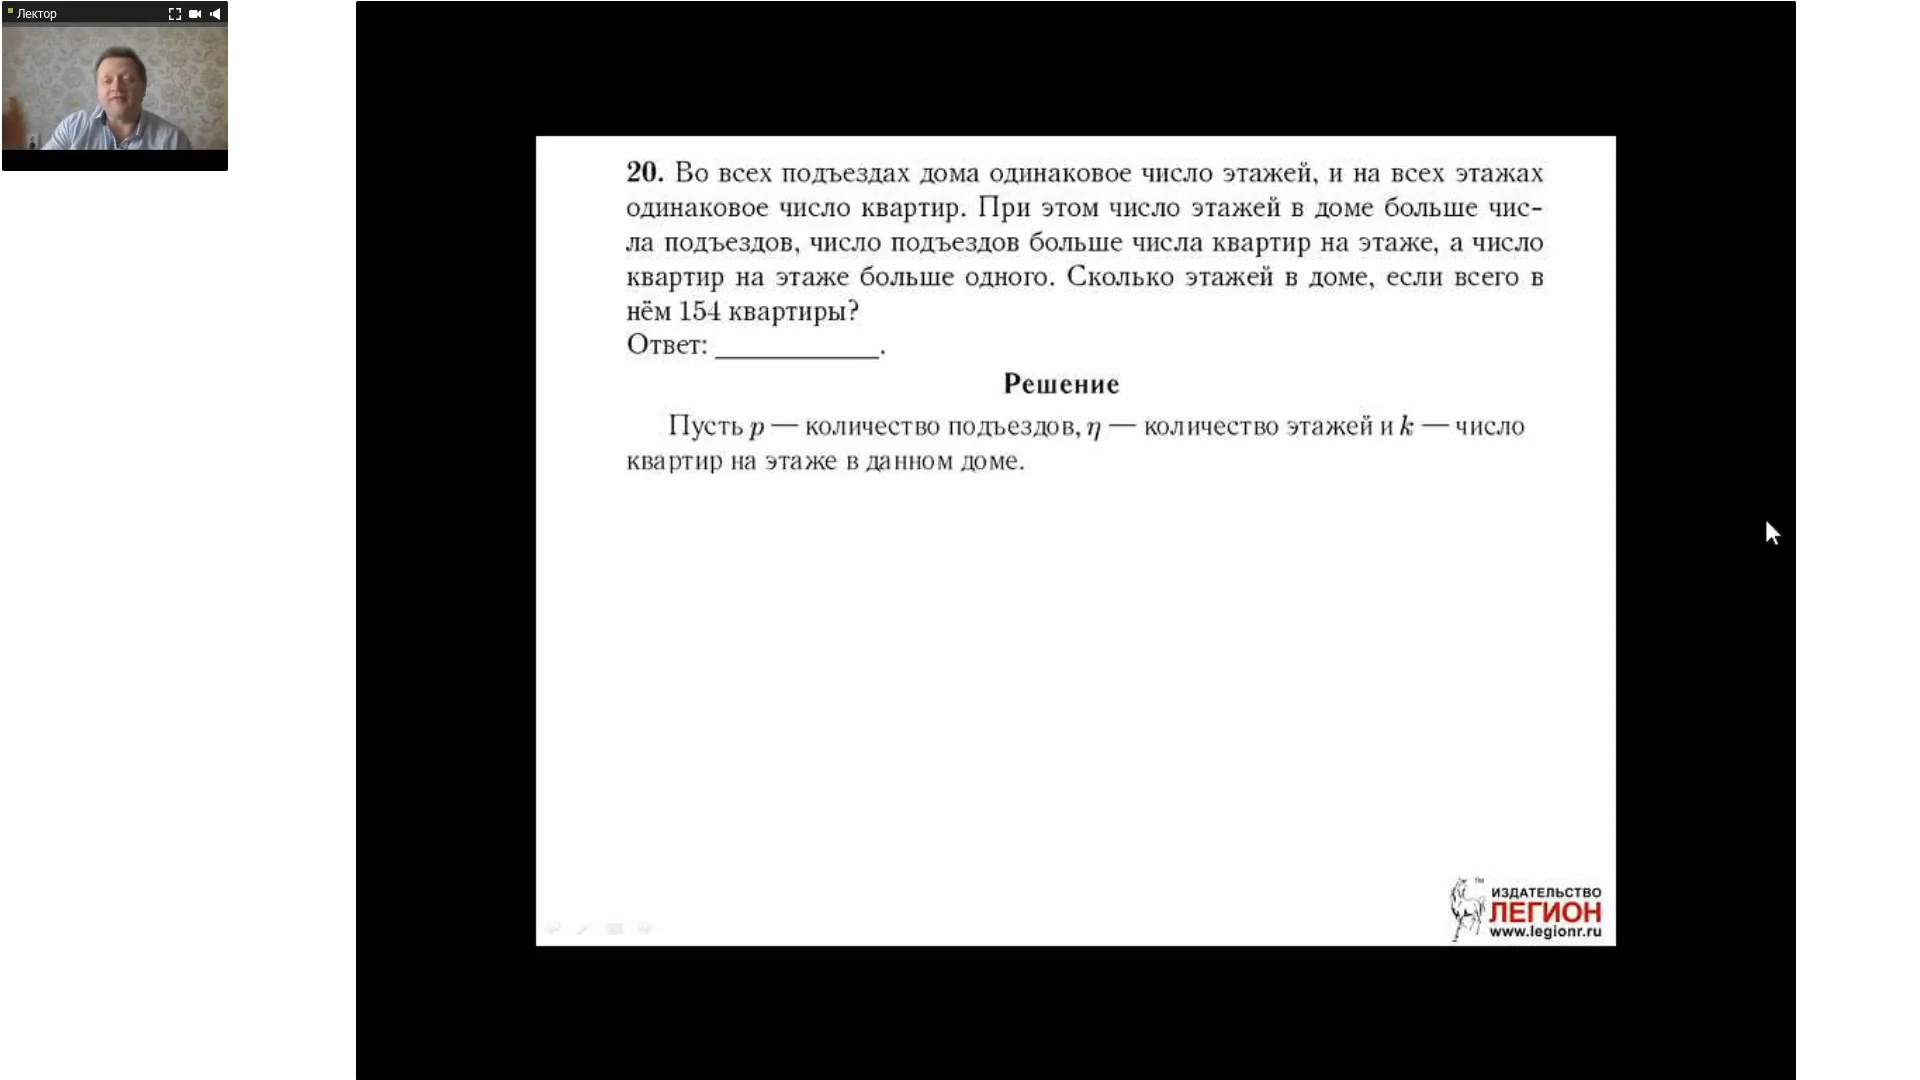 Лектор
20. Во всех подъездах дома одинаковое число этажей, и на всех этажах
одинаковое число квартир. При этом число этажей в доме больше чис-
ла подъездов, число подъездов больше числа квартир на этаже, а число
квартир на этаже больше одного. Сколько этажей в доме, если всего в
нём 154 квартиры?
Ответ: ____________.
Решение
Пусть p — количество подъездов, η — количество этажей и k — число
квартир на этаже в данном доме.
TM
ИЗДАТЕЛЬСТВО
ЛЕГИОН
www.legionr.ru